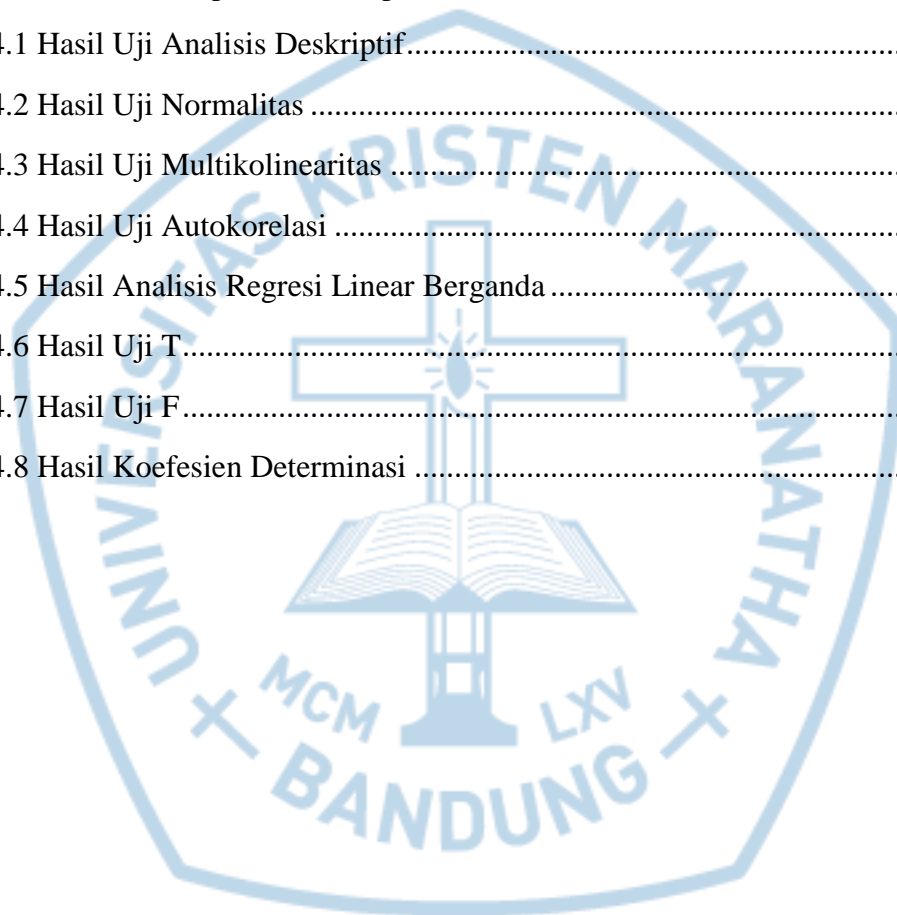 4.1 Hasil Uji Analisis Deskriptif..........................................................
4.2 Hasil Uji Normalitas ......................................................................
4.3 Hasil Uji Multikolinearitas ............................................................
4.4 Hasil Uji Autokorelasi ...................................................................
4.5 Hasil Analisis Regresi Linear Berganda .........................................
4.6 Hasil Uji T......................................................................................
4.7 Hasil Uji F......................................................................................
4.8 Hasil Koefesien Determinasi .........................................................
UNIVERSITAS KRISTEN MARANATHA
MCM LXV
BANDUNG